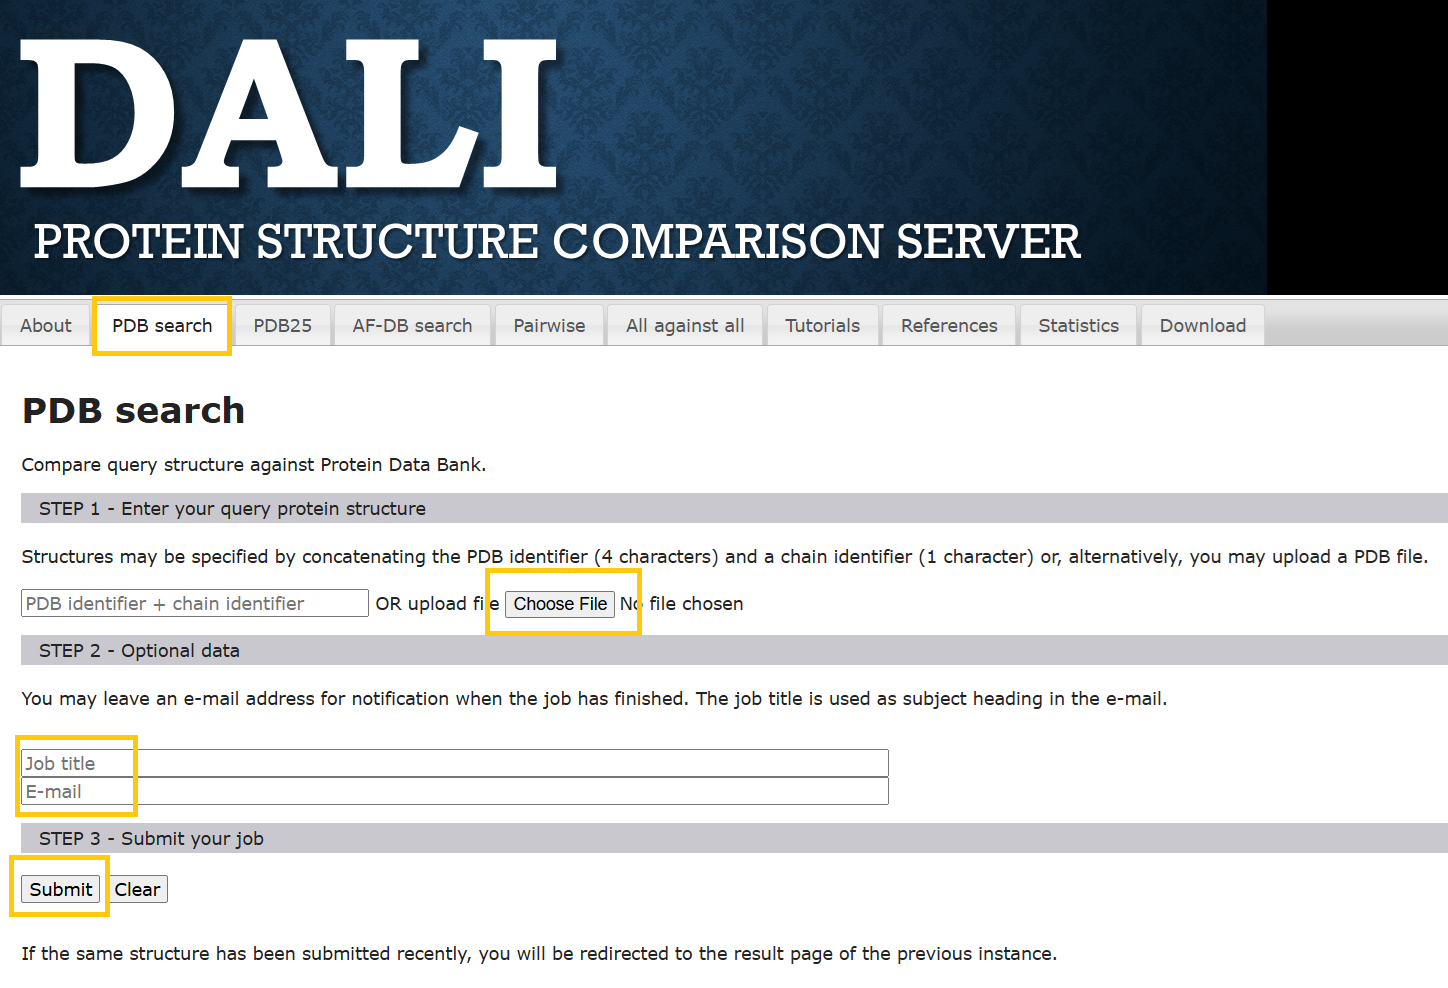 DALI
PROTEIN STRUCTURE COMPARISON SERVER
About PDB search PDB25 AF-DB search Pairwise All against all Tutorials References Statistics Download
PDB search
Compare query structure against Protein Data Bank.
STEP 1 - Enter your query protein structure
Structures may be specified by concatenating the PDB identifier (4 characters) and a chain identifier (1 character) or, alternatively, you may upload a PDB file.
PDB identifier + chain identifier OR upload file Choose File No file chosen
STEP 2 - Optional data
You may leave an e-mail address for notification when the job has finished. The job title is used as subject heading in the e-mail.
Job title
E-mail
STEP 3 - Submit your job
Submit Clear
If the same structure has been submitted recently, you will be redirected to the result page of the previous instance.